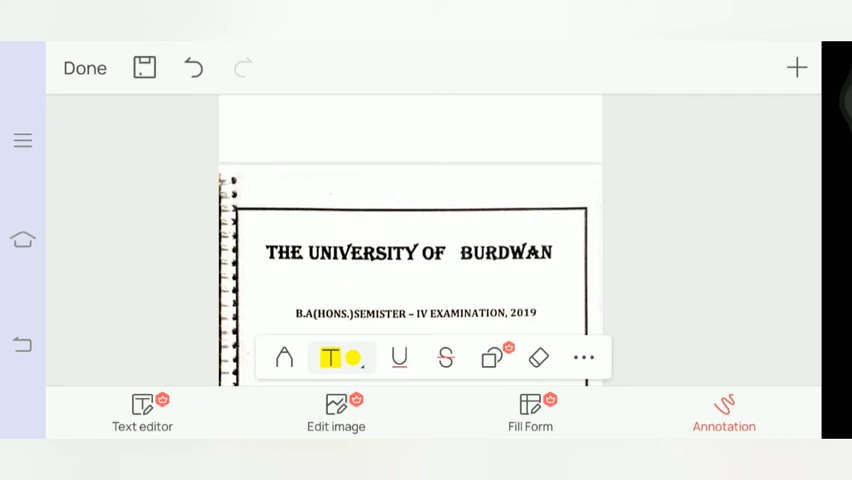 Done
THE UNIVERSITY OF BURDWAN
B.A(HONS.)SEMISTER – IV EXAMINATION, 2019
T U S
Text editor Edit image Fill Form Annotation